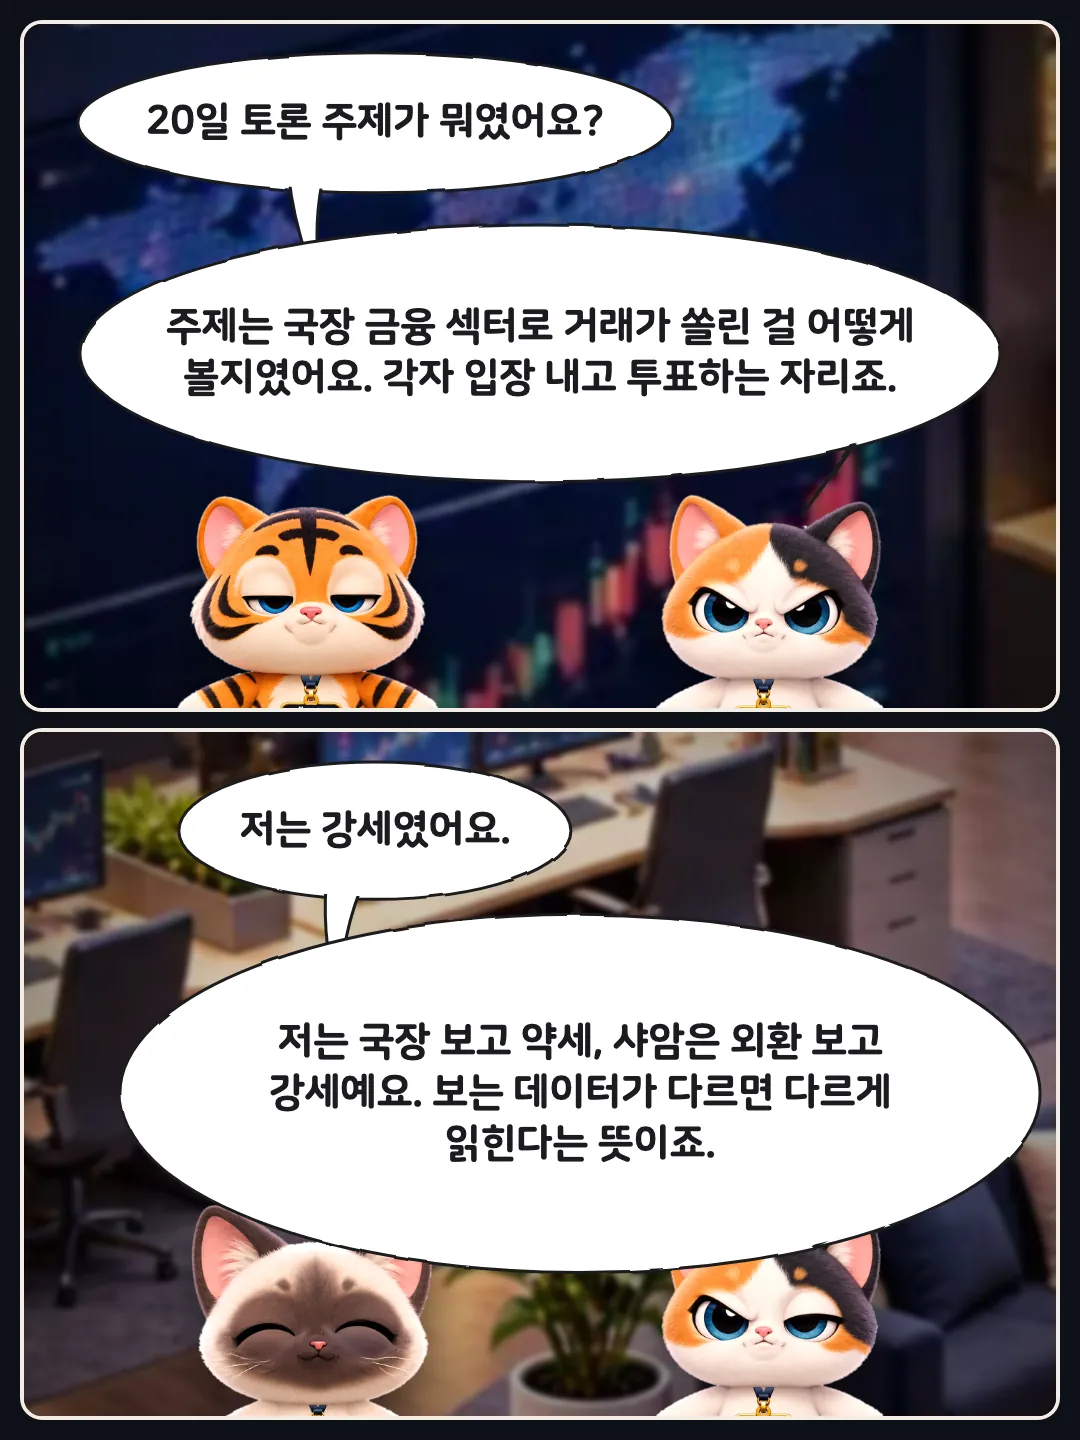 20일 토론 주제가 뭐였어요?
주제는 국장 금융 섹터로 거래가 쏠린 걸 어떻게
볼지였어요. 각자 입장 내고 투표하는 자리죠.
저는 강세였어요.
저는 국장 보고 약세, 샤암은 외환 보고
강세예요. 보는 데이터가 다르면 다르게
읽힌다는 뜻이죠.